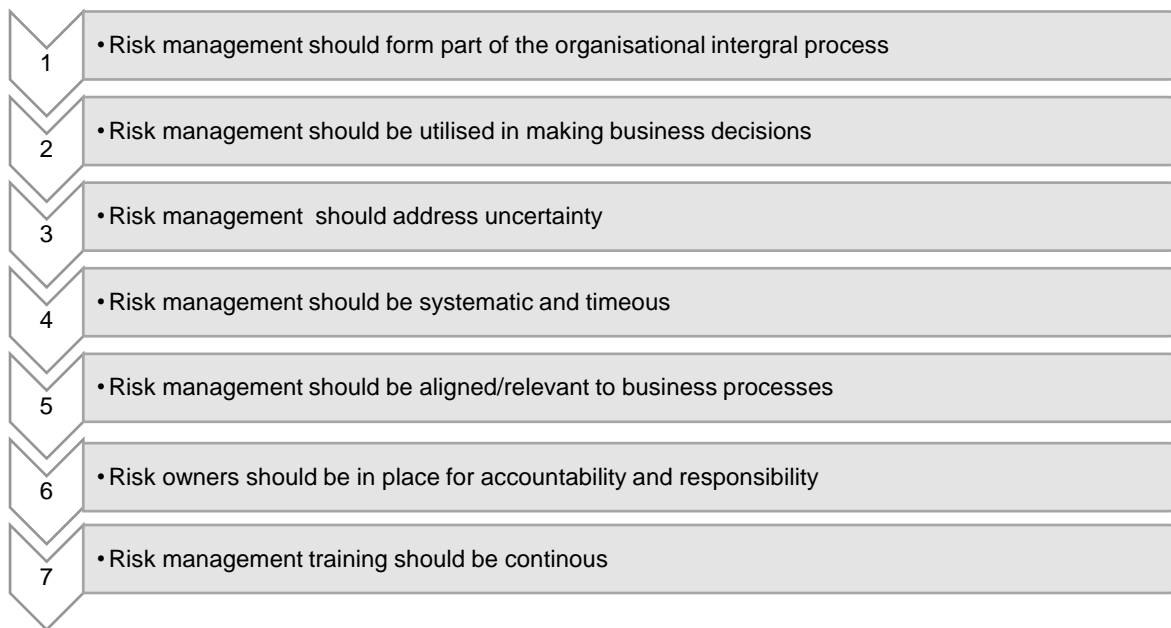 1
• Risk management should form part of the organisational intergral process
2
• Risk management should be utilised in making business decisions
3
• Risk management should address uncertainty
4
• Risk management should be systematic and timeous
5
• Risk management should be aligned/relevant to business processes
6
• Risk owners should be in place for accountability and responsibility
7
• Risk management training should be continous